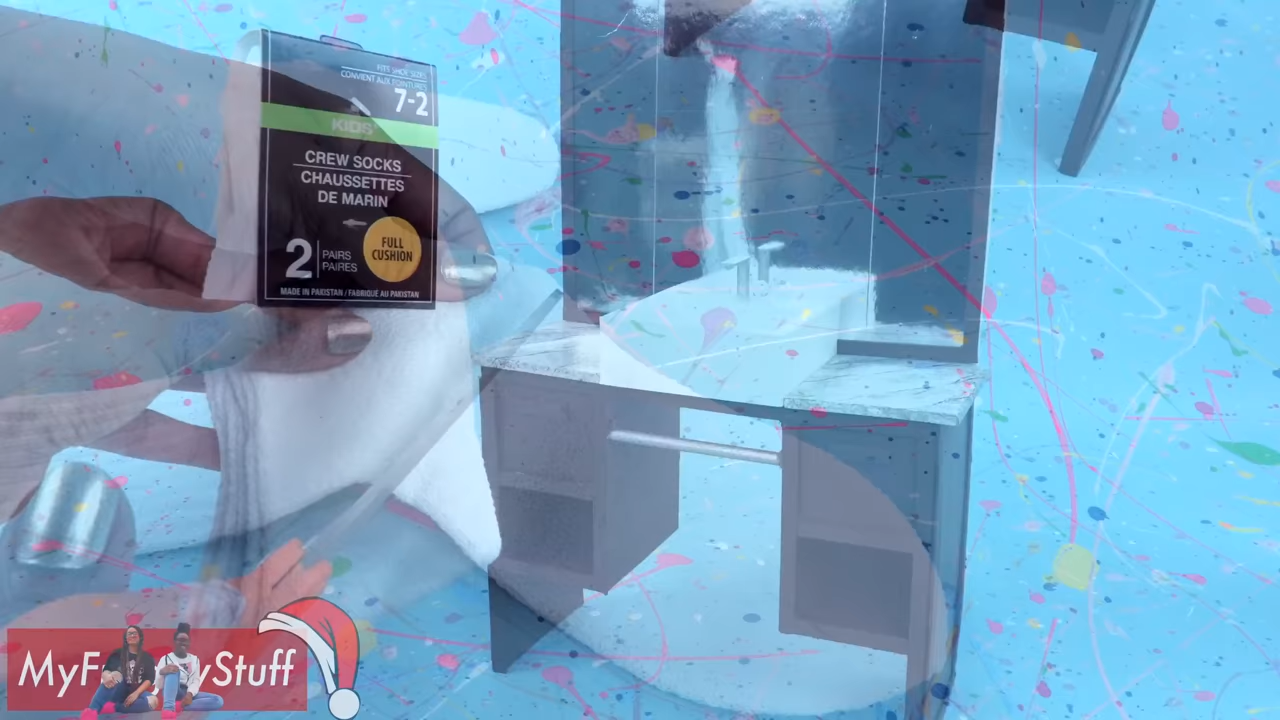 FITS SHOE SIZES
CONVIENT AUX POINTURES
7-2
KIDS
CREW SOCKS
CHAUSSETTES
DE MARIN
2 PAIRS
PAIRES
FULL
CUSHION
MADE IN PAKISTAN / FABRIQUÉ AU PAKISTAN